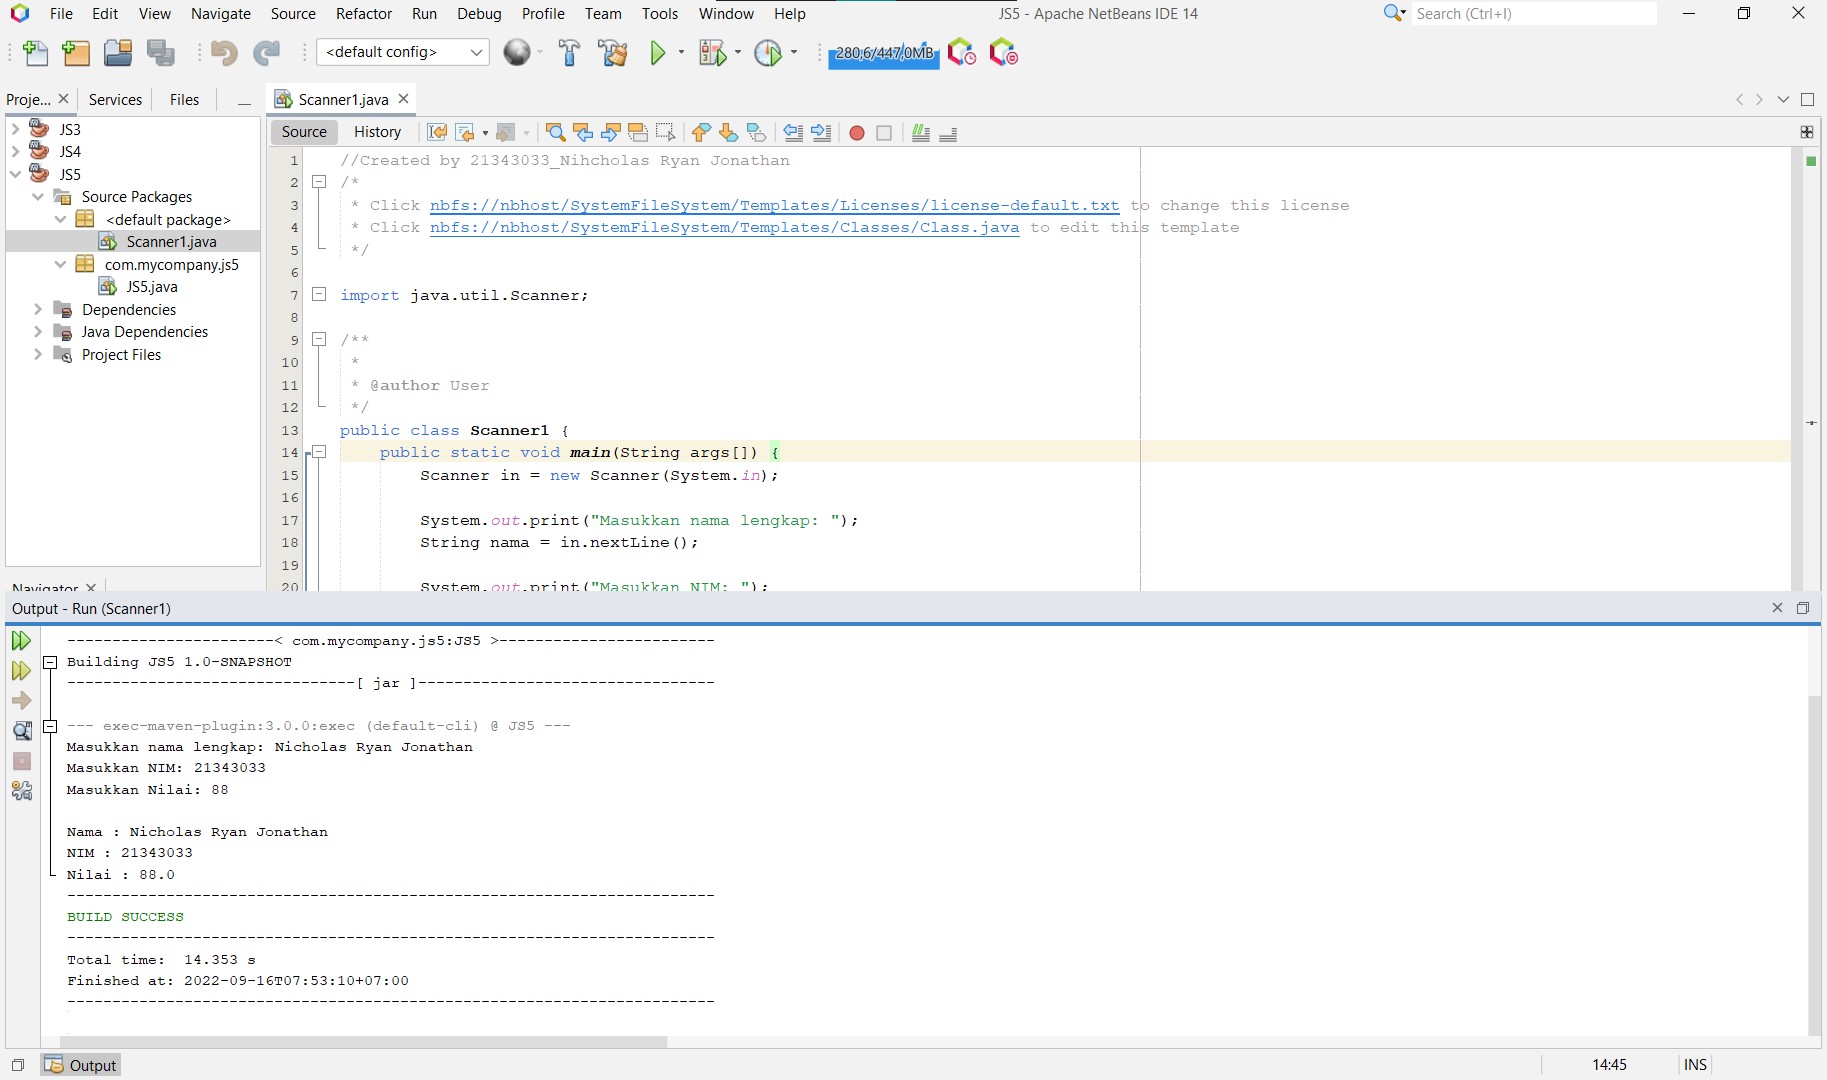 File Edit View Navigate Source Refactor Run Debug Profile Team Tools Window Help JS5 - Apache NetBeans IDE 14 Search (Ctrl+I)
<default config> 280,6/447,0MB
Proje... Services Files Scanner1.java
Source History
JS3
JS4
JS5
Source Packages
<default package>
Scanner1.java
com.mycompany.js5
JS5.java
Dependencies
Java Dependencies
Project Files
Navigator
1 //Created by 21343033_Nihcholas Ryan Jonathan
2 /*
3 * Click nbfs://nbhost/SystemFileSystem/Templates/Licenses/license-default.txt to change this license
4 * Click nbfs://nbhost/SystemFileSystem/Templates/Classes/Class.java to edit this template
5 */
6
7 import java.util.Scanner;
8
9 /**
10 *
11 * @author User
12 */
13 public class Scanner1 {
14 public static void main(String args[]) {
15 Scanner in = new Scanner(System.in);
16
17 System.out.print("Masukkan nama lengkap: ");
18 String nama = in.nextLine();
19
20 System.out.print("Masukkan NIM: ");
Output - Run (Scanner1)
-----------------------< com.mycompany.js5:JS5 >------------------------
Building JS5 1.0-SNAPSHOT
--------------------------------[ jar ]---------------------------------
--- exec-maven-plugin:3.0.0:exec (default-cli) @ JS5 ---
Masukkan nama lengkap: Nicholas Ryan Jonathan
Masukkan NIM: 21343033
Masukkan Nilai: 88
Nama : Nicholas Ryan Jonathan
NIM : 21343033
Nilai : 88.0
------------------------------------------------------------------------
BUILD SUCCESS
------------------------------------------------------------------------
Total time:  14.353 s
Finished at: 2022-09-16T07:53:10+07:00
------------------------------------------------------------------------
Output 14:45 INS